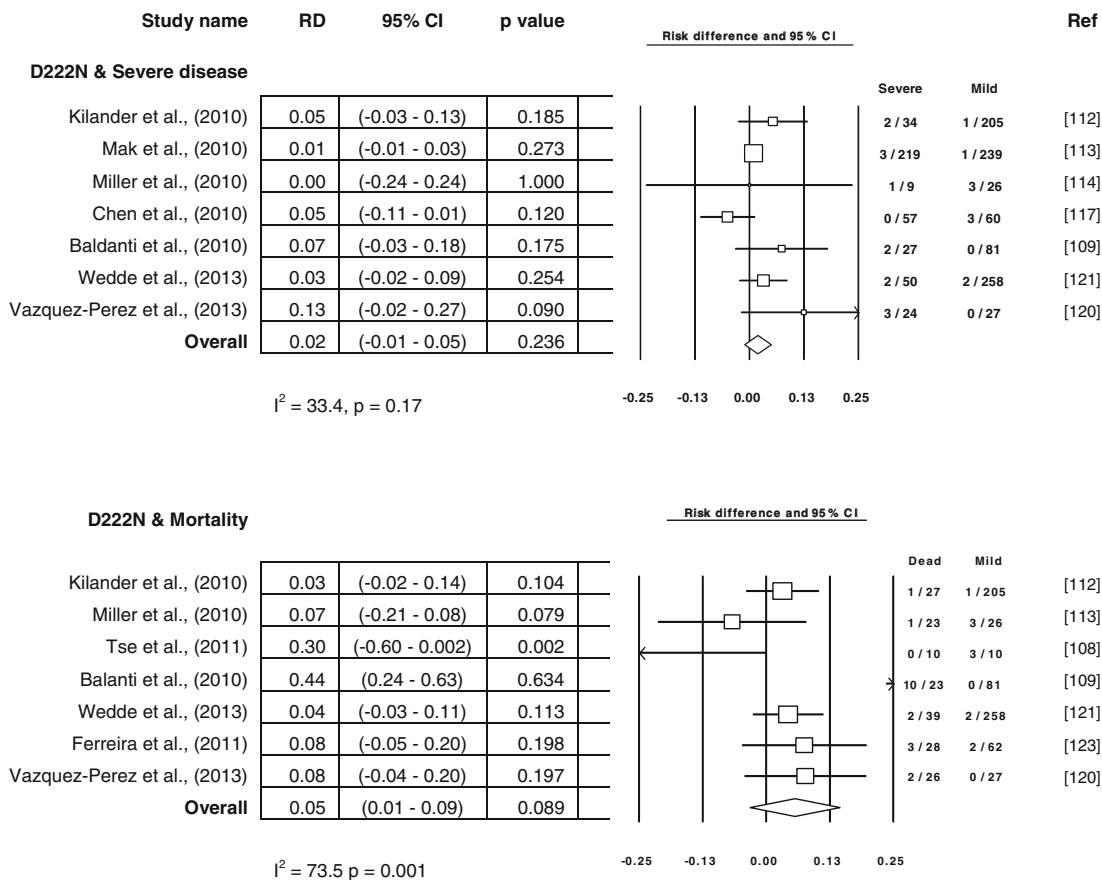 Study name RD 95% CI p value Ref
Risk difference and 95% CI
D222N & Severe disease
Severe Mild
Kilander et al., (2010) 0.05 (-0.03 - 0.13) 0.185 2 / 34 1 / 205 [112]
Mak et al., (2010) 0.01 (-0.01 - 0.03) 0.273 3 / 219 1 / 239 [113]
Miller et al., (2010) 0.00 (-0.24 - 0.24) 1.000 1 / 9 3 / 26 [114]
Chen et al., (2010) 0.05 (-0.11 - 0.01) 0.120 0 / 57 3 / 60 [117]
Baldanti et al., (2010) 0.07 (-0.03 - 0.18) 0.175 2 / 27 0 / 81 [109]
Wedde et al., (2013) 0.03 (-0.02 - 0.09) 0.254 2 / 50 2 / 258 [121]
Vazquez-Perez et al., (2013) 0.13 (-0.02 - 0.27) 0.090 3 / 24 0 / 27 [120]
Overall 0.02 (-0.01 - 0.05) 0.236
I² = 33.4, p = 0.17
-0.25 -0.13 0.00 0.13 0.25
Risk difference and 95% CI
D222N & Mortality
Dead Mild
Kilander et al., (2010) 0.03 (-0.02 - 0.14) 0.104 1 / 27 1 / 205 [112]
Miller et al., (2010) 0.07 (-0.21 - 0.08) 0.079 1 / 23 3 / 26 [113]
Tse et al., (2011) 0.30 (-0.60 - 0.002) 0.002 0 / 10 3 / 10 [108]
Balanti et al., (2010) 0.44 (0.24 - 0.63) 0.634 10 / 23 0 / 81 [109]
Wedde et al., (2013) 0.04 (-0.03 - 0.11) 0.113 2 / 39 2 / 258 [121]
Ferreira et al., (2011) 0.08 (-0.05 - 0.20) 0.198 3 / 28 2 / 62 [123]
Vazquez-Perez et al., (2013) 0.08 (-0.04 - 0.20) 0.197 2 / 26 0 / 27 [120]
Overall 0.05 (0.01 - 0.09) 0.089
I² = 73.5 p = 0.001
-0.25 -0.13 0.00 0.13 0.25